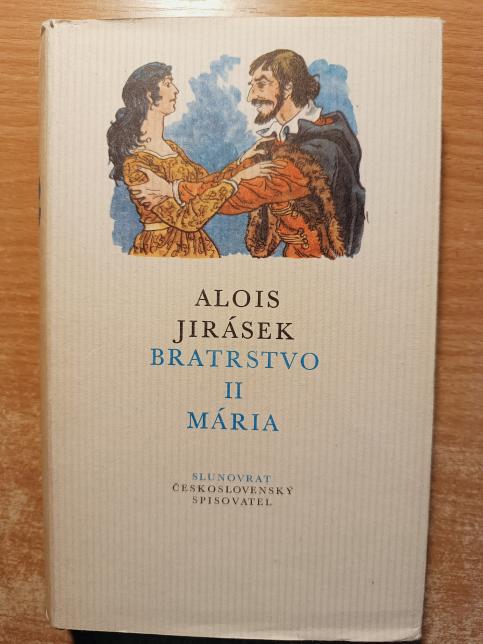 ALOIS
JIRÁSEK
BRATRSTVO
II
MÁRIA
SLUNOVRAT
ČESKOSLOVENSKÝ
SPISOVATEL